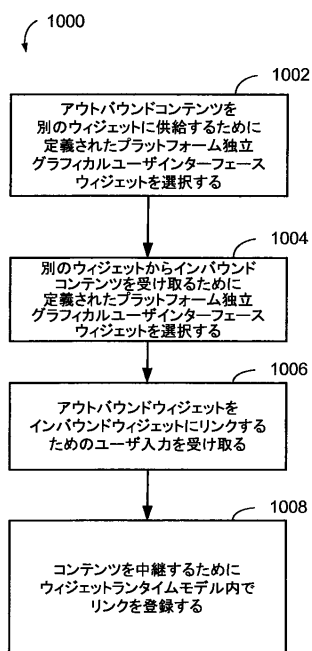 1000
1002
アウトバウンドコンテンツを
別のウィジェットに供給するために
定義されたプラットフォーム独立
グラフィカルユーザインターフェース
ウィジェットを選択する
1004
別のウィジェットからインバウンド
コンテンツを受け取るために
定義されたプラットフォーム独立
グラフィカルユーザインターフェース
ウィジェットを選択する
1006
アウトバウンドウィジェットを
インバウンドウィジェットにリンクする
ためのユーザ入力を受け取る
1008
コンテンツを中継するために
ウィジェットランタイムモデル内で
リンクを登録する